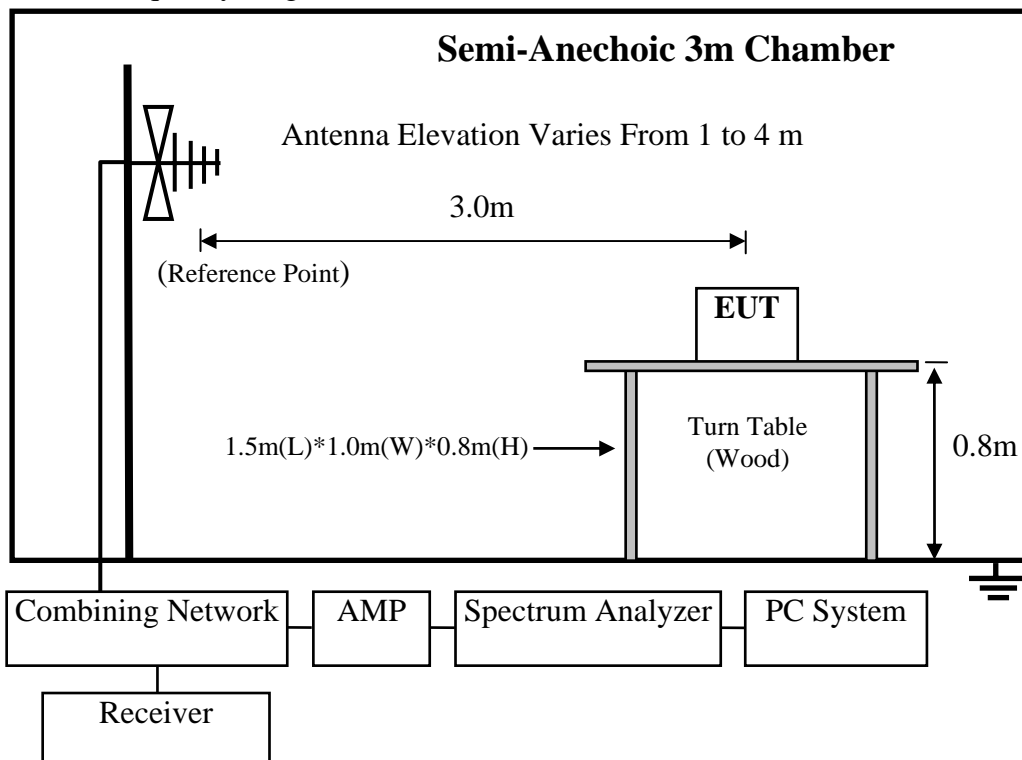 Semi-Anechoic 3m Chamber
Antenna Elevation Varies From 1 to 4 m
3.0m
(Reference Point)
EUT
1.5m(L)*1.0m(W)*0.8m(H)
Turn Table
(Wood)
0.8m
Combining Network
AMP
Spectrum Analyzer
PC System
Receiver